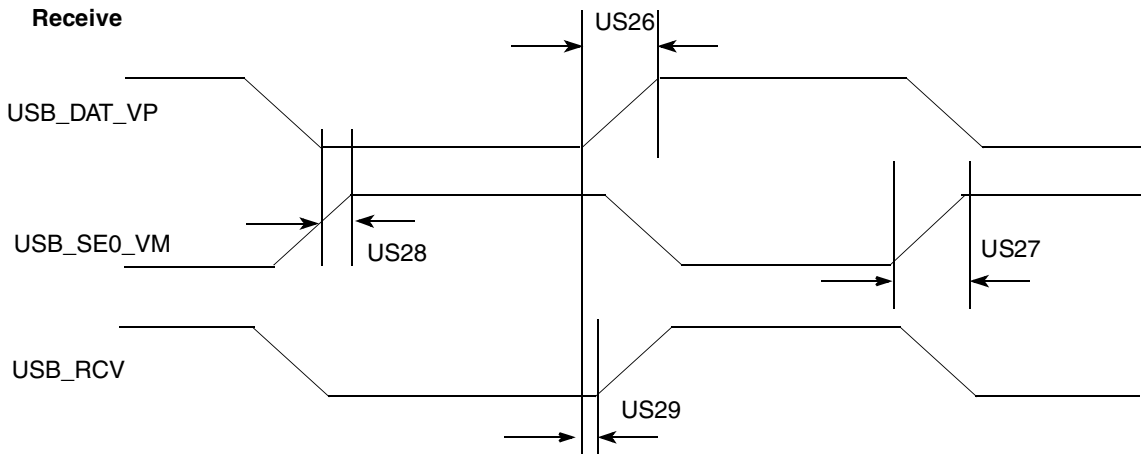 Receive
US26
USB_DAT_VP
USB_SE0_VM
US28
US27
USB_RCV
US29